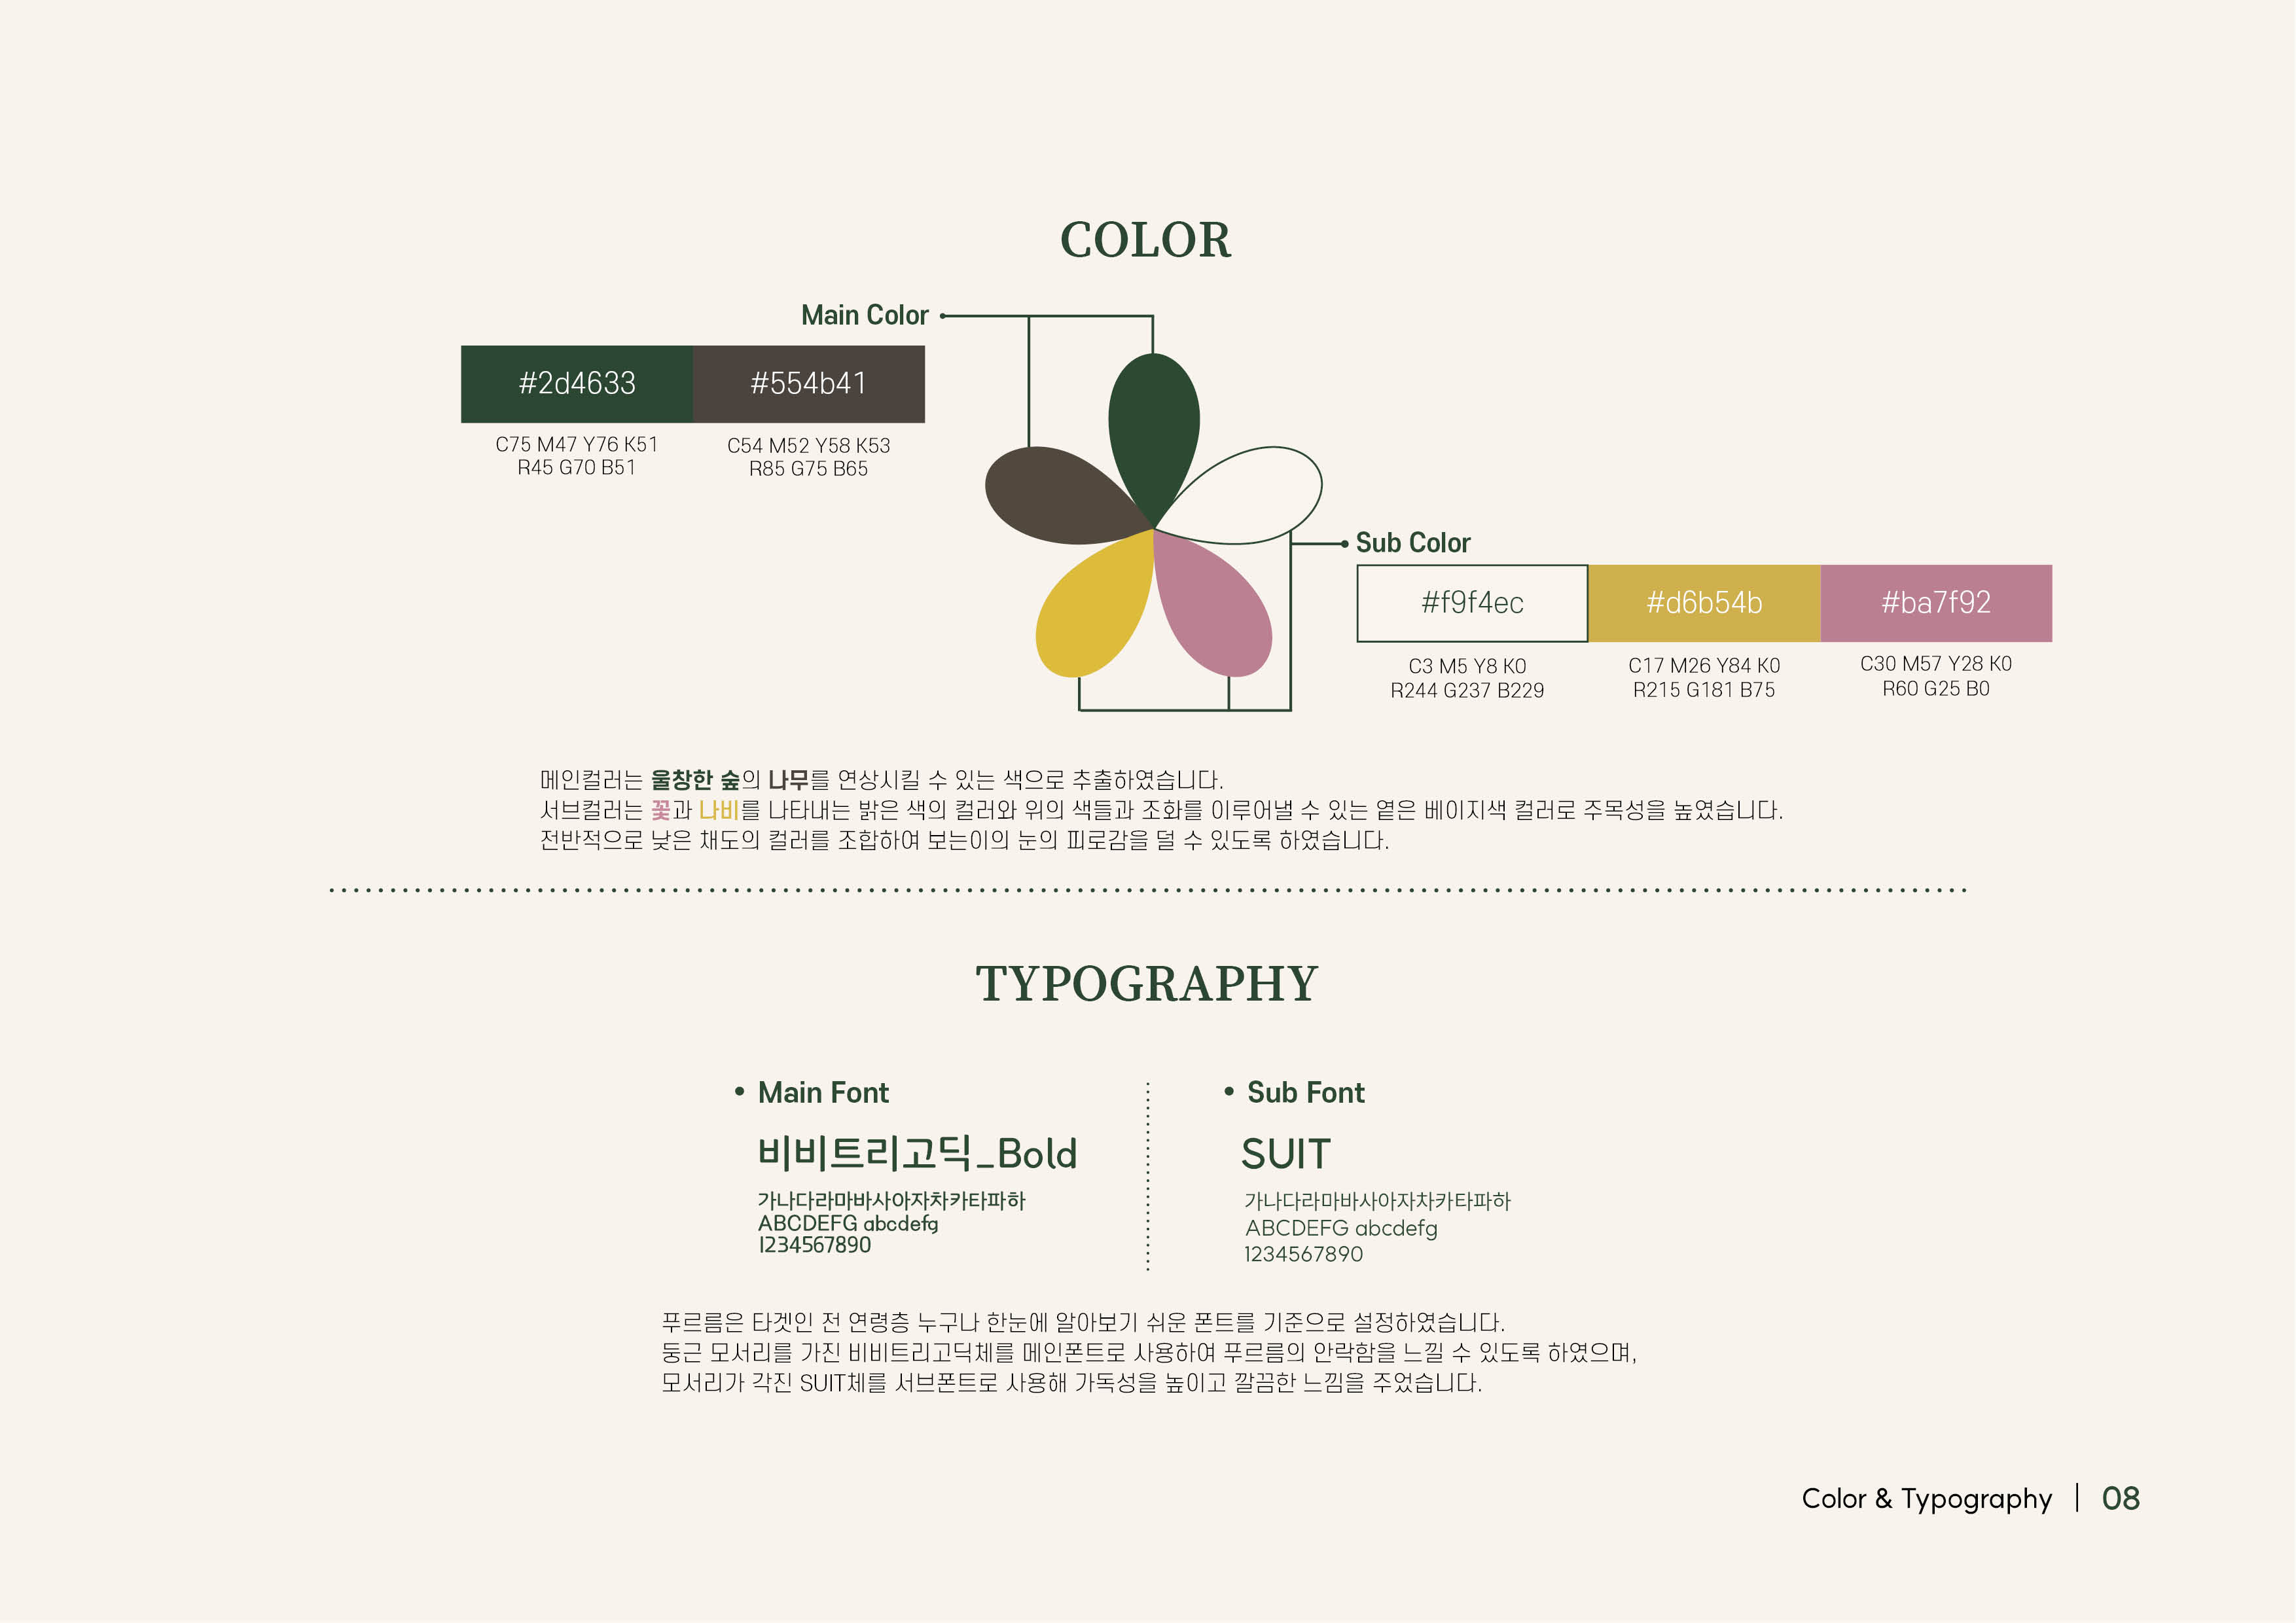 COLOR
Main Color
#2d4633
#554b41
C75 M47 Y76 K51
R45 G70 B51
C54 M52 Y58 K53
R85 G75 B65
Sub Color
#f9f4ec
#d6b54b
#ba7f92
C3 M5 Y8 K0
R244 G237 B229
C17 M26 Y84 K0
R215 G181 B75
C30 M57 Y28 K0
R60 G25 B0
메인컬러는 울창한 숲의 나무를 연상시킬 수 있는 색으로 추출하였습니다.
서브컬러는 꽃과 나비를 나타내는 밝은 색의 컬러와 위의 색들과 조화를 이루어낼 수 있는 옅은 베이지색 컬러로 주목성을 높였습니다.
전반적으로 낮은 채도의 컬러를 조합하여 보는이의 눈의 피로감을 덜 수 있도록 하였습니다.
TYPOGRAPHY
• Main Font
비비트리고딕_Bold
가나다라마바사아자차카타파하
ABCDEFG abcdefg
1234567890
• Sub Font
SUIT
가나다라마바사아자차카타파하
ABCDEFG abcdefg
1234567890
푸르름은 타겟인 전 연령층 누구나 한눈에 알아보기 쉬운 폰트를 기준으로 설정하였습니다.
둥근 모서리를 가진 비비트리고딕체를 메인폰트로 사용하여 푸르름의 안락함을 느낄 수 있도록 하였으며,
모서리가 각진 SUIT체를 서브폰트로 사용해 가독성을 높이고 깔끔한 느낌을 주었습니다.
Color & Typography | 08